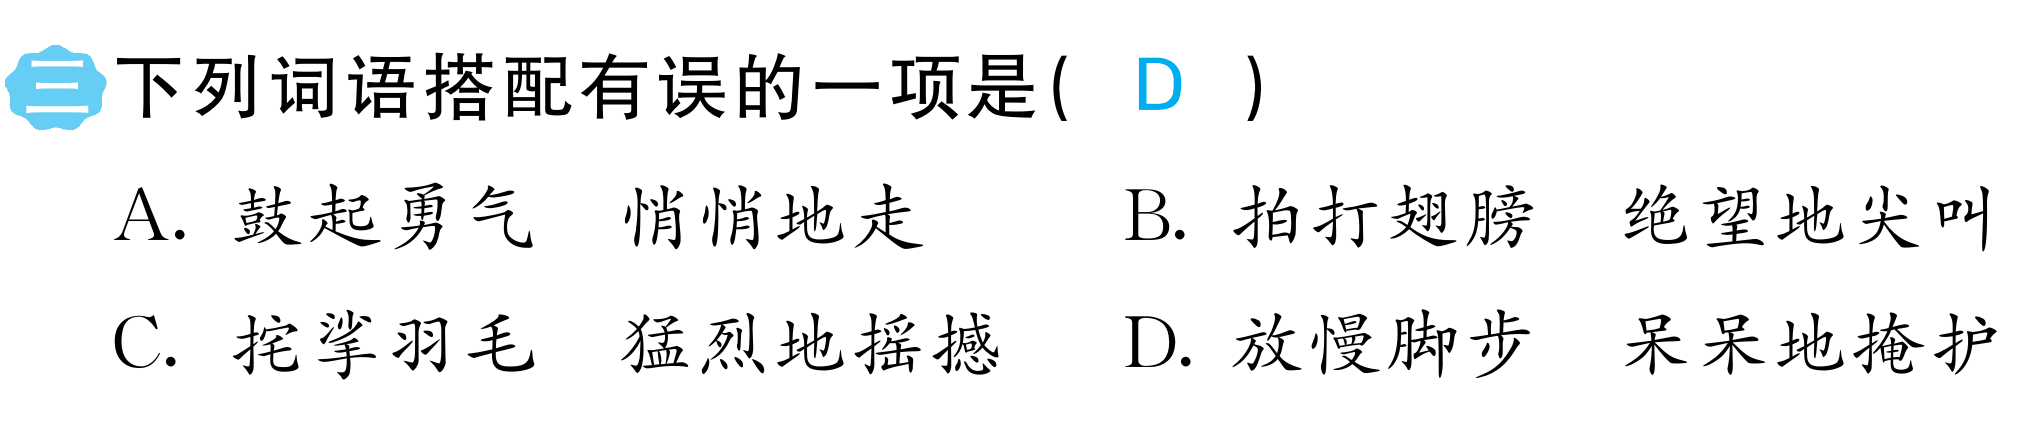 三 下列词语搭配有误的一项是( D )
A. 鼓起勇气 悄悄地走 B. 拍打翅膀 绝望地尖叫
C. 挓挲羽毛 猛烈地摇撼 D. 放慢脚步 呆呆地掩护